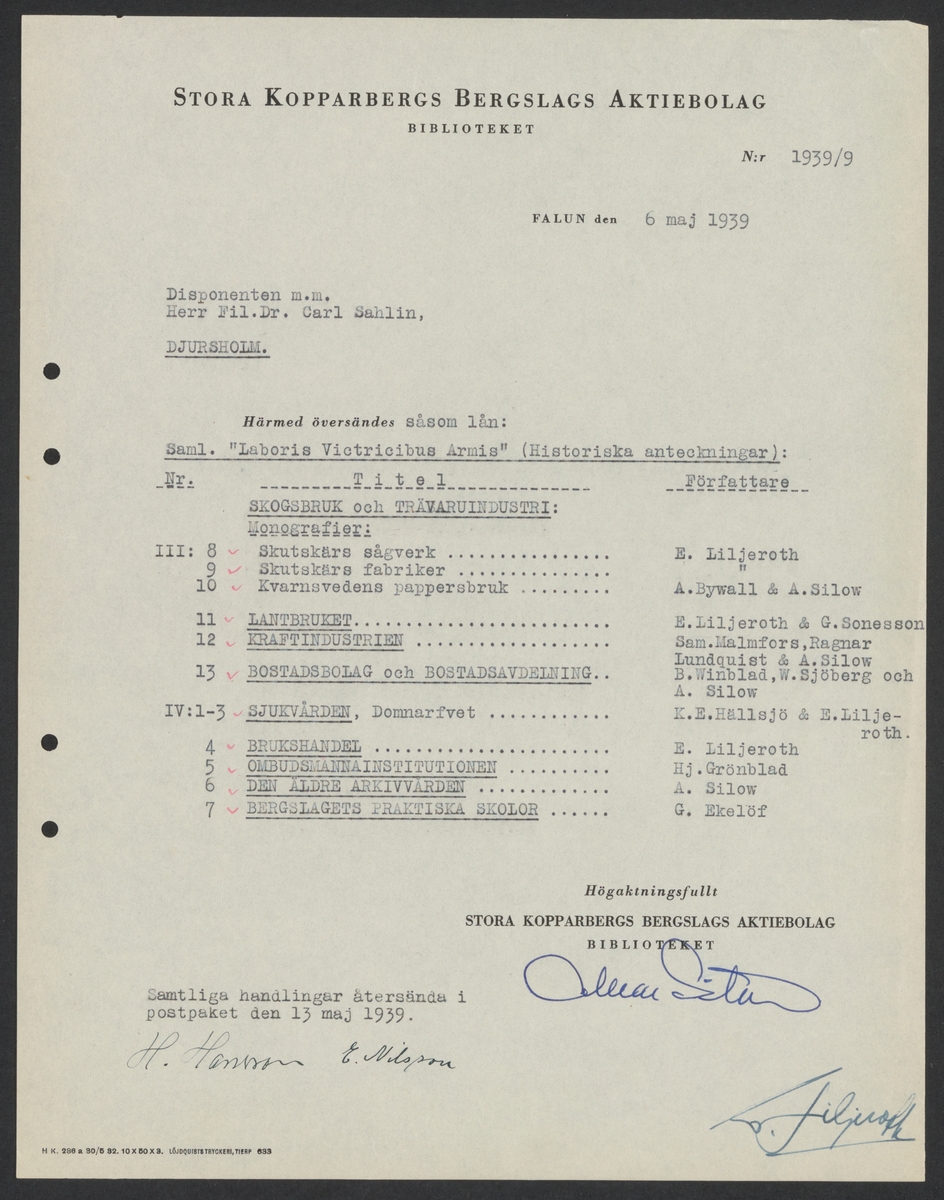 STORA KOPPARBERGS BERGSLAGS AKTIEBOLAG
BIBLIOTEKET
N:r 1939/9
FALUN den 6 maj 1939
Disponenten m.m.
Herr Fil.Dr. Carl Sahlin,
DJURSHOLM.
Härmed översändes såsom lån:
Saml. "Laboris Victricibus Armis" (Historiska anteckningar):
Nr. Titel Författare
SKOGSBRUK och TRÄVARUINDUSTRI:
Monografier:
III: 8 Skutskärs sågverk ................ E. Liljeroth
9 Skutskärs fabriker ............... "
10 Kvarnsvedens pappersbruk ......... A.Bywall & A.Silow
11 LANTBRUKET......................... E.Liljeroth & G.Sonesson
12 KRAFTINDUSTRIEN ................... Sam.Malmfors,Ragnar
Lundquist & A.Silow
13 BOSTADSBOLAG och BOSTADSAVDELNING.. B.Winblad,W.Sjöberg och
A. Silow
IV:1-3 SJUKVÅRDEN, Domnarfvet ............ K.E.Hällsjö & E.Lilje-
roth.
4 BRUKSHANDEL ....................... E. Liljeroth
5 OMBUDSMANNAINSTITUTIONEN .......... Hj.Grönblad
6 DEN ÄLDRE ARKIVVÅRDEN ............. A. Silow
7 BERGSLAGETS PRAKTISKA SKOLOR ...... G. Ekelöf
Högaktningsfullt
STORA KOPPARBERGS BERGSLAGS AKTIEBOLAG
BIBLIOTEKET
Samtliga handlingar återsända i
postpaket den 13 maj 1939.
H. Hansson E. Nilsson
Liljeroth
H K. 236 a 30/5 32. 10X50X3. LÖJDQUISTS TRYCKERI, TIERP 633